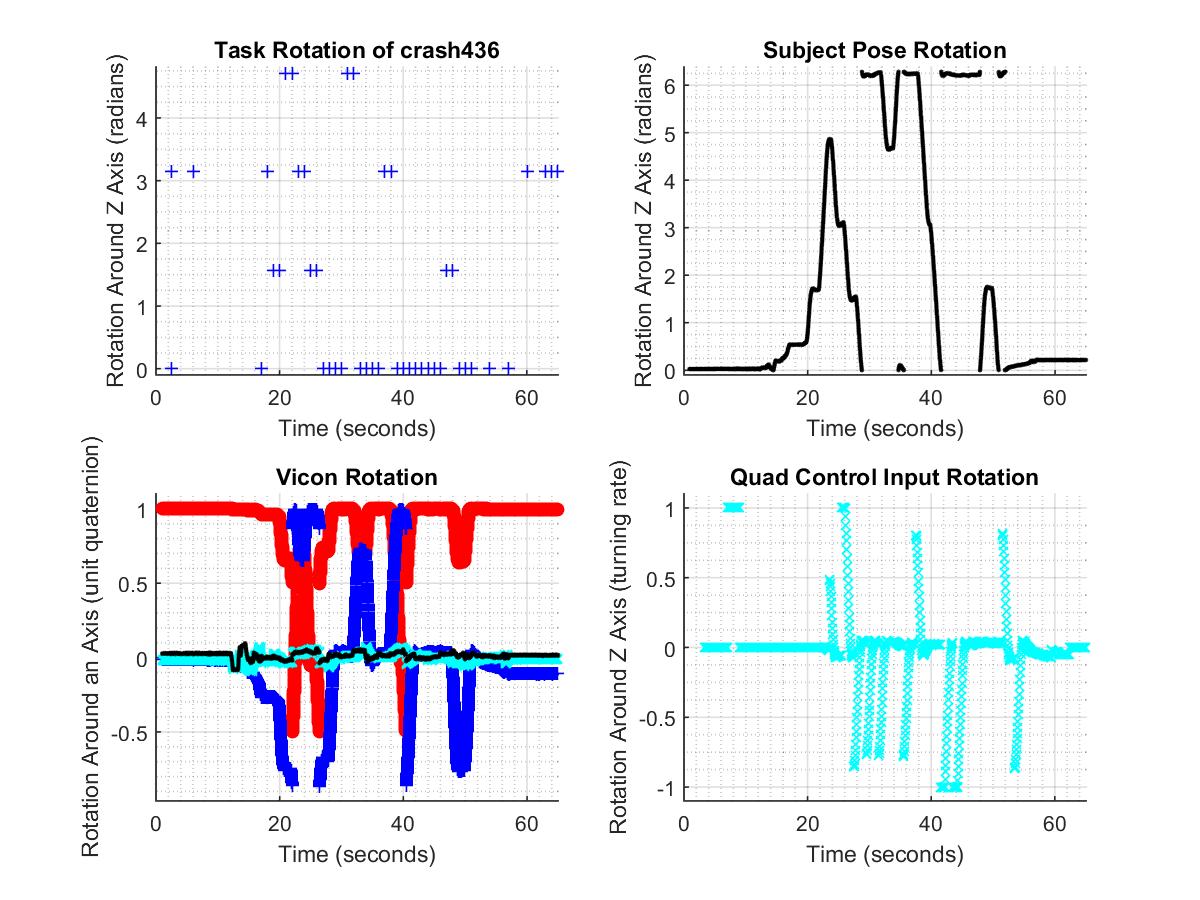 Task Rotation of crash436
Rotation Around Z Axis (radians)
4
3
2
1
0
0 20 40 60
Time (seconds)
Subject Pose Rotation
Rotation Around Z Axis (radians)
6
5
4
3
2
1
0
0 20 40 60
Time (seconds)
Vicon Rotation
Rotation Around an Axis (unit quaternion)
1
0.5
0
-0.5
0 20 40 60
Time (seconds)
Quad Control Input Rotation
Rotation Around Z Axis (turning rate)
1
0.5
0
-0.5
-1
0 20 40 60
Time (seconds)